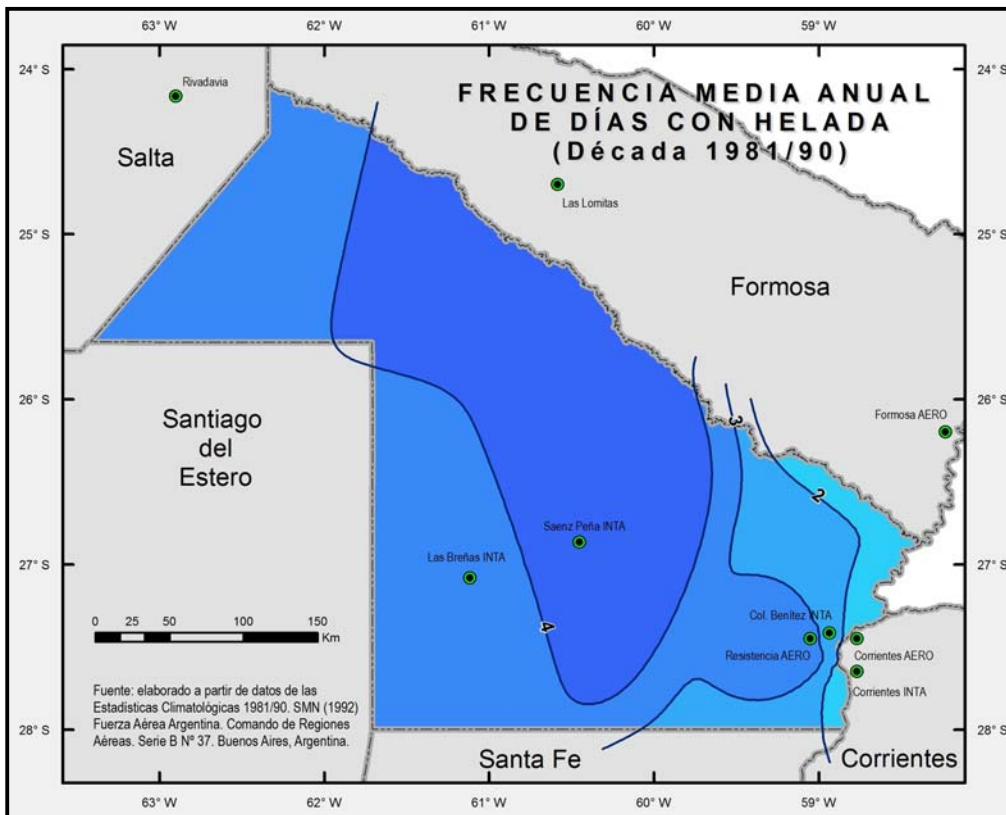 63° W
62° W
61° W
60° W
59° W
24° S
24° S
FRECUENCIA MEDIA ANUAL
DE DÍAS CON HELADA
(Década 1981/90)
Rivadavia
Salta
Las Lomitas
25° S
25° S
Formosa
26° S
26° S
Santiago
del
Estero
3
Formosa AERO
2
Saenz Peña INTA
Las Breñas INTA
27° S
27° S
Col. Benítez INTA
Resistencia AERO
Corrientes AERO
Corrientes INTA
4
0 25 50 100 150
Km
Fuente: elaborado a partir de datos de las
Estadísticas Climatológicas 1981/90. SMN (1992)
Fuerza Aérea Argentina. Comando de Regiones
Aéreas. Serie B Nº 37. Buenos Aires, Argentina.
28° S
28° S
Santa Fe
Corrientes
63° W
62° W
61° W
60° W
59° W